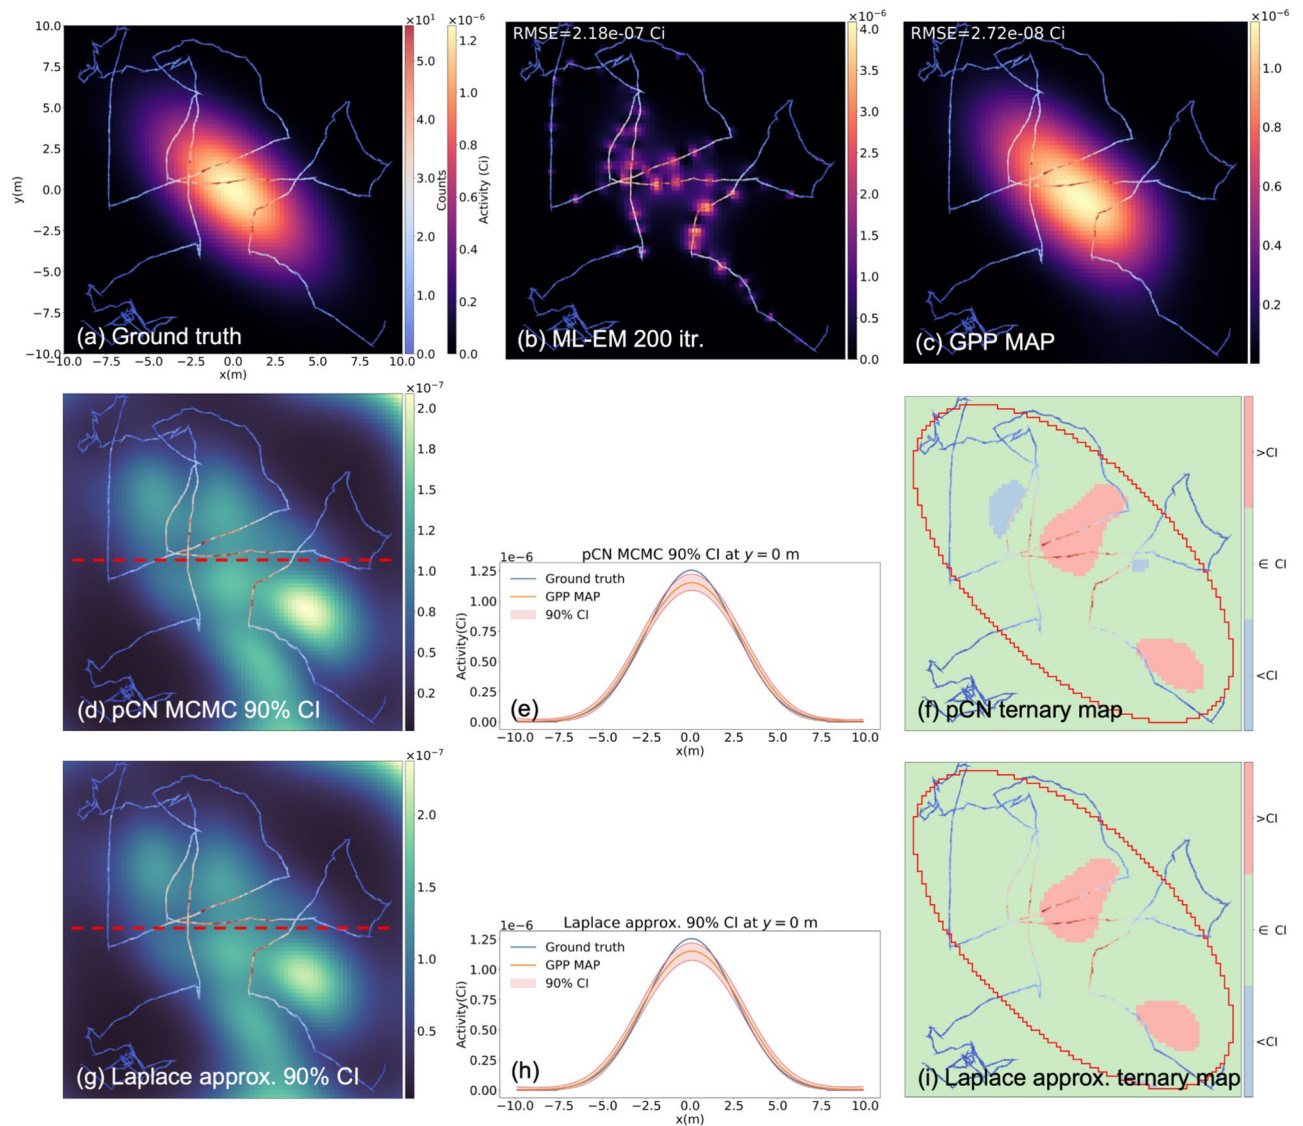 ×10¹ ×10⁻⁶
10.0
7.5
5.0
2.5
0.0
−2.5
−5.0
−7.5
−10.0
y(m)
−10.0 −7.5 −5.0 −2.5 0.0 2.5 5.0 7.5 10.0
x(m)
(a) Ground truth
5.0
4.0
3.0
2.0
1.0
0.0
Counts
1.2
1.0
0.8
0.6
0.4
0.2
0.0
Activity (Ci)
RMSE=2.18e-07 Ci
(b) ML-EM 200 itr.
×10⁻⁶
4.0
3.5
3.0
2.5
2.0
1.5
1.0
0.5
0.0
RMSE=2.72e-08 Ci
(c) GPP MAP
×10⁻⁶
1.0
0.8
0.6
0.4
0.2
×10⁻⁷
2.0
1.8
1.5
1.2
1.0
0.8
0.5
0.2
(d) pCN MCMC 90% CI
1e−6
pCN MCMC 90% CI at y = 0 m
1.25
1.00
0.75
0.50
0.25
0.00
Activity(Ci)
Ground truth
GPP MAP
90% CI
(e)
−10.0 −7.5 −5.0 −2.5 0.0 2.5 5.0 7.5 10.0
x(m)
>CI
∈ CI
<CI
(f) pCN ternary map
×10⁻⁷
2.0
1.5
1.0
0.5
(g) Laplace approx. 90% CI
1e−6
Laplace approx. 90% CI at y = 0 m
1.25
1.00
0.75
0.50
0.25
0.00
Activity(Ci)
Ground truth
GPP MAP
90% CI
(h)
−10.0 −7.5 −5.0 −2.5 0.0 2.5 5.0 7.5 10.0
x(m)
>CI
∈ CI
<CI
(i) Laplace approx. ternary map